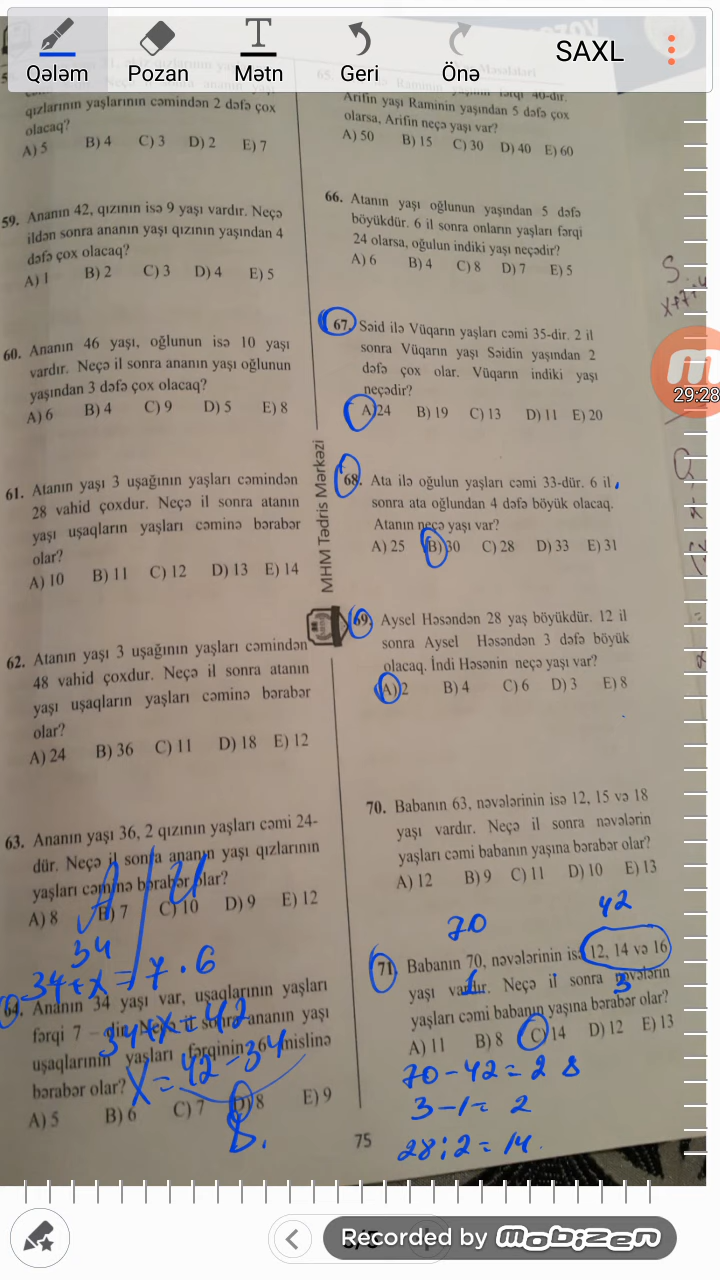 Qələm
Pozan
Mətn
Geri
Önə
SAXL
qızlarının yaşlarının cəmindən 2 dəfə çox
olacaq?
A) 5 B) 4 C) 3 D) 2 E) 7
59. Ananın 42, qızının isə 9 yaşı vardır. Neçə
ildən sonra ananın yaşı qızının yaşından 4
dəfə çox olacaq?
A) 1 B) 2 C) 3 D) 4 E) 5
60. Ananın 46 yaşı, oğlunun isə 10 yaşı
vardır. Neçə il sonra ananın yaşı oğlunun
yaşından 3 dəfə çox olacaq?
A) 6 B) 4 C) 9 D) 5 E) 8
61. Atanın yaşı 3 uşağının yaşları cəmindən
28 vahid çoxdur. Neçə il sonra atanın
yaşı uşaqların yaşları cəminə bərabər
olar?
A) 10 B) 11 C) 12 D) 13 E) 14
62. Atanın yaşı 3 uşağının yaşları cəmindən
48 vahid çoxdur. Neçə il sonra atanın
yaşı uşaqların yaşları cəminə bərabər
olar?
A) 24 B) 36 C) 11 D) 18 E) 12
63. Ananın yaşı 36, 2 qızının yaşları cəmi 24-
dür. Neçə il sonra ananın yaşı qızlarının
yaşları cəminə bərabər olar?
A) 8 B) 7 C) 10 D) 9 E) 12
34
34+x=7·6
64. Ananın 34 yaşı var, uşaqlarının yaşları
fərqi 7 – dir. Neçə il sonra ananın yaşı
34+x=42
uşaqlarının yaşları fərqinin 6 mislinə
bərabər olar?
x=42-34
A) 5 B) 6 C) 7 D) 8 E) 9
8.
MHM Tədris Mərkəzi
Arifin yaşı Raminin yaşından 5 dəfə çox
olarsa, Arifin neçə yaşı var?
A) 50 B) 15 C) 30 D) 40 E) 60
66. Atanın yaşı oğlunun yaşından 5 dəfə
böyükdür. 6 il sonra onların yaşları fərqi
24 olarsa, oğulun indiki yaşı neçədir?
A) 6 B) 4 C) 8 D) 7 E) 5
67. Səid ilə Vüqarın yaşları cəmi 35-dir. 2 il
sonra Vüqarın yaşı Səidin yaşından 2
dəfə çox olar. Vüqarın indiki yaşı
neçədir?
A) 24 B) 19 C) 13 D) 11 E) 20
68. Ata ilə oğulun yaşları cəmi 33-dür. 6 il
sonra ata oğlundan 4 dəfə böyük olacaq.
Atanın neçə yaşı var?
A) 25 B) 30 C) 28 D) 33 E) 31
69. Aysel Həsəndən 28 yaş böyükdür. 12 il
sonra Aysel Həsəndən 3 dəfə böyük
olacaq. İndi Həsənin neçə yaşı var?
A) 2 B) 4 C) 6 D) 3 E) 8
70. Babanın 63, nəvələrinin isə 12, 15 və 18
yaşı vardır. Neçə il sonra nəvələrin
yaşları cəmi babanın yaşına bərabər olar?
A) 12 B) 9 C) 11 D) 10 E) 13
70 42
71. Babanın 70, nəvələrinin isə 12, 14 və 16
yaşı vardır. Neçə il sonra nəvələrin
1 3
yaşları cəmi babanın yaşına bərabər olar?
A) 11 B) 8 C) 14 D) 12 E) 13
70-42=28
3-1=2
28:2=14
75
29:28
Recorded by MOBIZEN